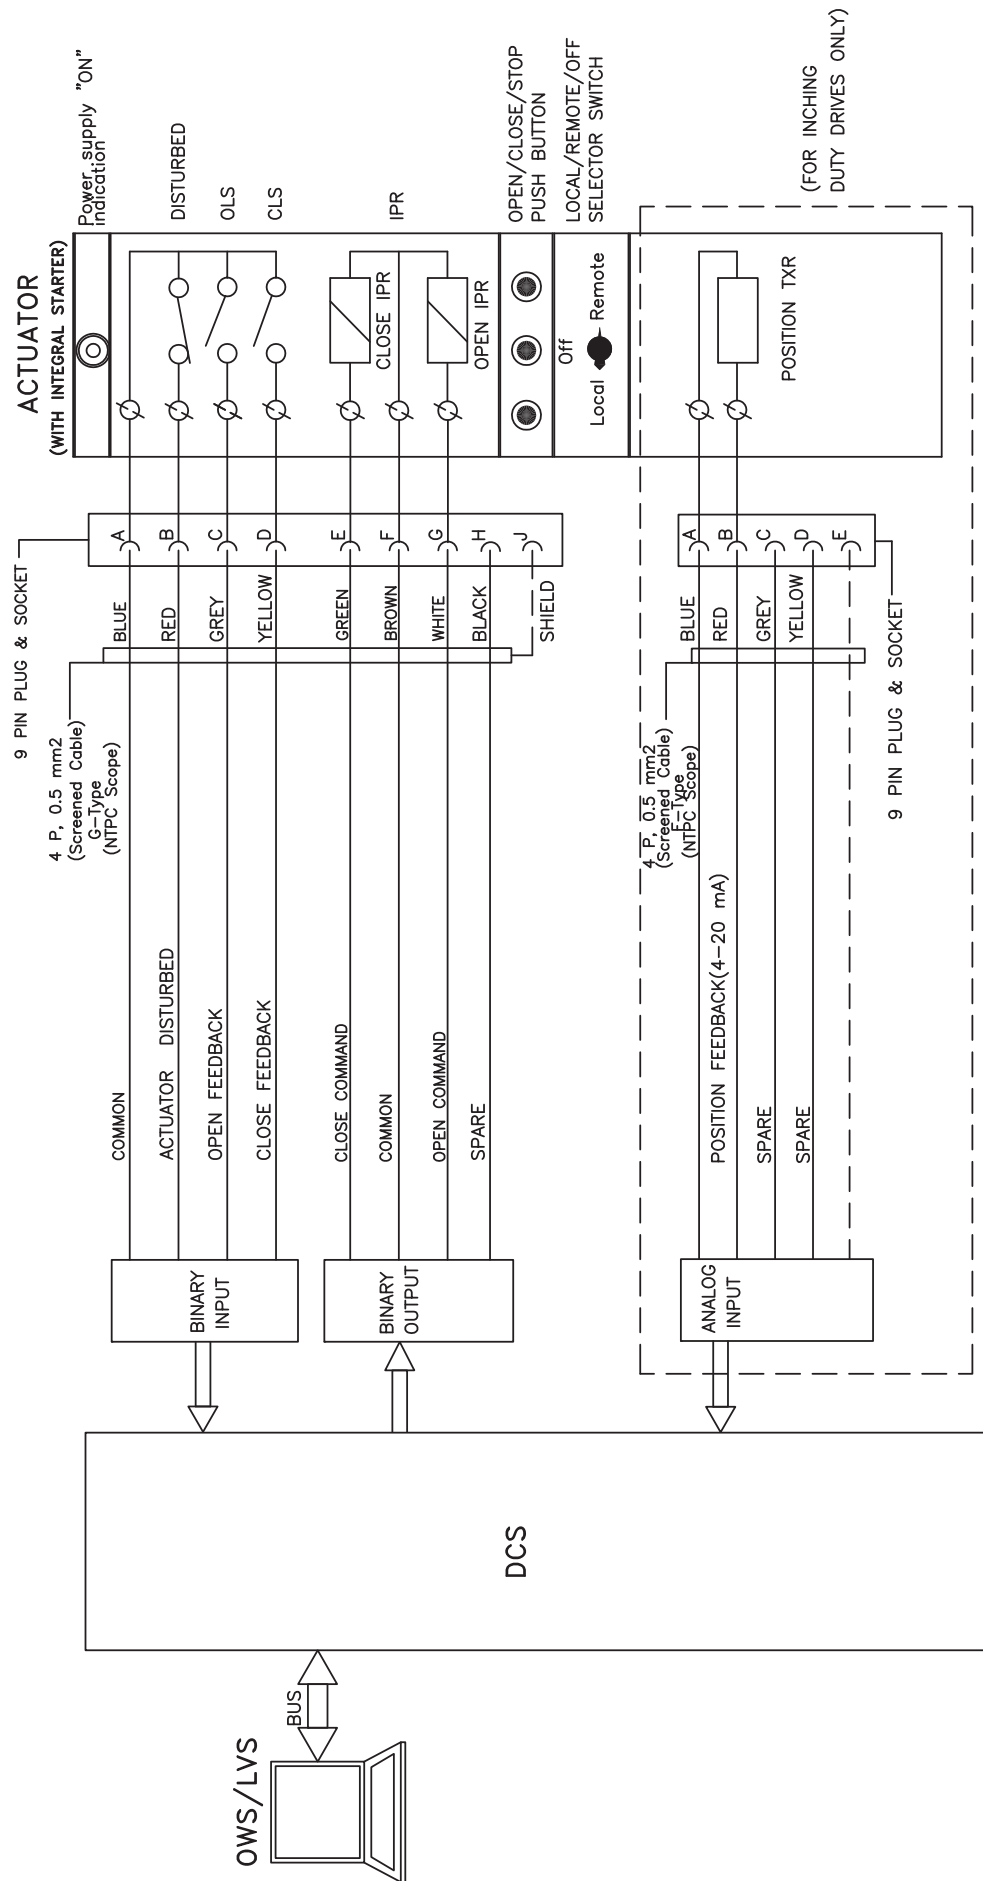 OWS/LVS
BUS
DCS
BINARY
INPUT
BINARY
OUTPUT
ANALOG
INPUT
COMMON
ACTUATOR DISTURBED
OPEN FEEDBACK
CLOSE FEEDBACK
CLOSE COMMAND
COMMON
OPEN COMMAND
SPARE
POSITION FEEDBACK(4-20 mA)
SPARE
SPARE
9 PIN PLUG & SOCKET
4 P, 0.5 mm2
(Screened Cable)
G-Type
(NTPC Scope)
BLUE
RED
GREY
YELLOW
GREEN
BROWN
WHITE
BLACK
SHIELD
A
B
C
D
E
F
G
H
J
4 P, 0.5 mm2
(Screened Cable)
F-Type
(NTPC Scope)
BLUE
RED
GREY
YELLOW
A
B
C
D
E
9 PIN PLUG & SOCKET
ACTUATOR
(WITH INTEGRAL STARTER)
CLOSE IPR
OPEN IPR
Off
Local
Remote
POSITION TXR
Power supply "ON"
indication
DISTURBED
OLS
CLS
IPR
OPEN/CLOSE/STOP
PUSH BUTTON
LOCAL/REMOTE/OFF
SELECTOR SWITCH
(FOR INCHING
DUTY DRIVES ONLY)